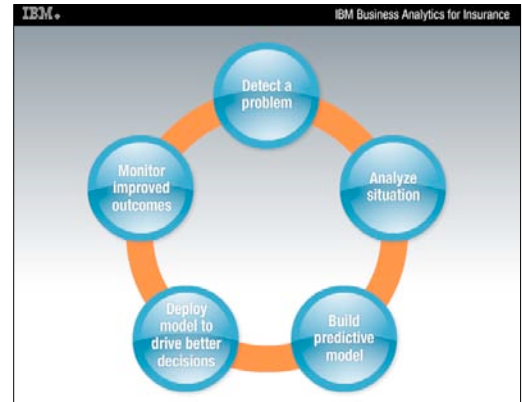 IBM
IBM Business Analytics for Insurance
Detect a
problem
Analyze
situation
Build
predictive
model
Deploy
model to
drive better
decisions
Monitor
improved
outcomes